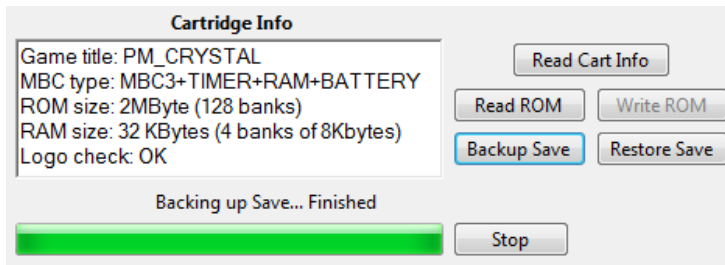 Cartridge Info
Game title: PM_CRYSTAL
MBC type: MBC3+TIMER+RAM+BATTERY
ROM size: 2MByte (128 banks)
RAM size: 32 KBytes (4 banks of 8Kbytes)
Logo check: OK
Read Cart Info
Read ROM
Write ROM
Backup Save
Restore Save
Backing up Save... Finished
Stop